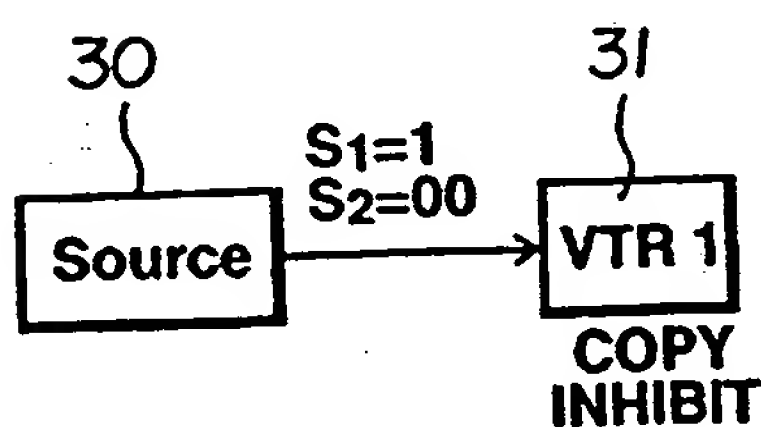 30
31
S1=1
S2=00
Source
VTR 1
COPY
INHIBIT